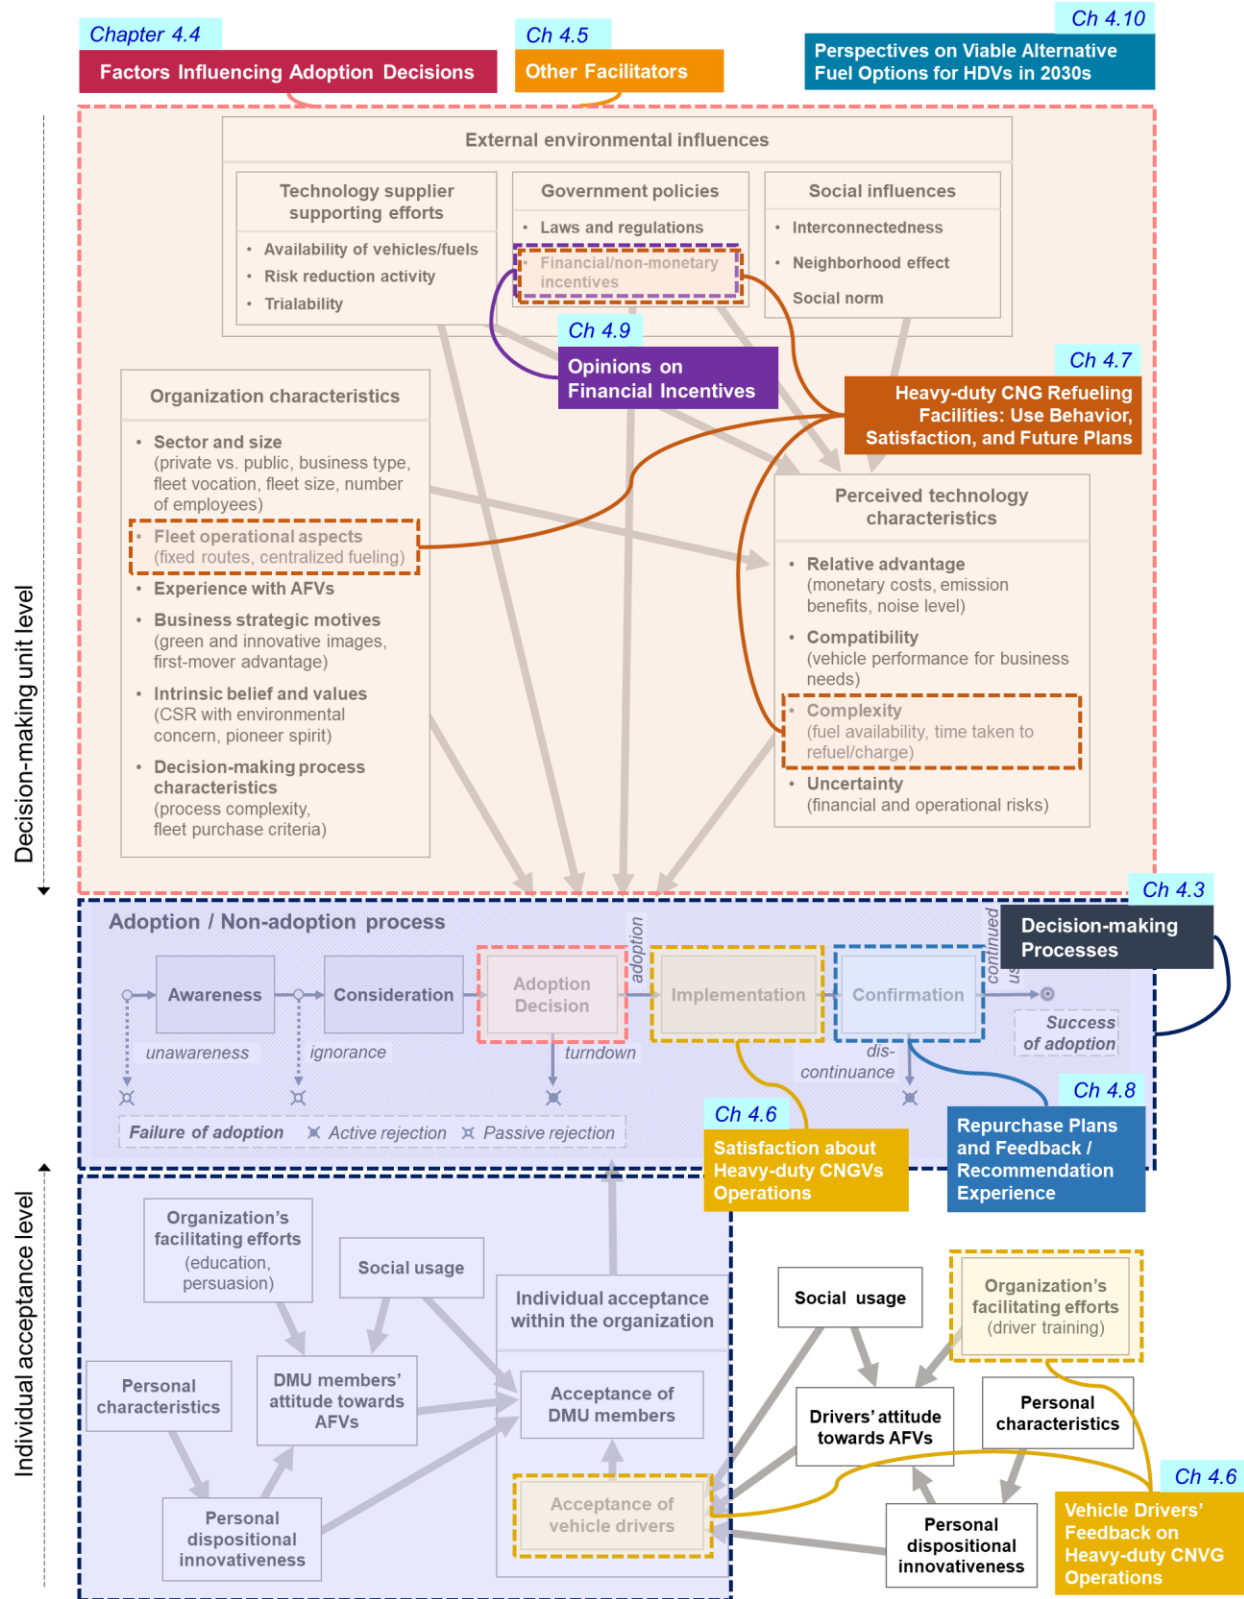 Chapter 4.4
Factors Influencing Adoption Decisions
Ch 4.5
Other Facilitators
Ch 4.10
Perspectives on Viable Alternative
Fuel Options for HDVs in 2030s
Decision-making unit level
External environmental influences
Technology supplier
supporting efforts
• Availability of vehicles/fuels
• Risk reduction activity
• Trialability
Government policies
• Laws and regulations
• Financial/non-monetary
incentives
Social influences
• Interconnectedness
• Neighborhood effect
Social norm
Ch 4.9
Opinions on
Financial Incentives
Ch 4.7
Heavy-duty CNG Refueling
Facilities: Use Behavior,
Satisfaction, and Future Plans
Organization characteristics
• Sector and size
(private vs. public, business type,
fleet vocation, fleet size, number
of employees)
• Fleet operational aspects
(fixed routes, centralized fueling)
• Experience with AFVs
• Business strategic motives
(green and innovative images,
first-mover advantage)
• Intrinsic belief and values
(CSR with environmental
concern, pioneer spirit)
• Decision-making process
characteristics
(process complexity,
fleet purchase criteria)
Perceived technology
characteristics
• Relative advantage
(monetary costs, emission
benefits, noise level)
• Compatibility
(vehicle performance for business
needs)
• Complexity
(fuel availability, time taken to
refuel/charge)
• Uncertainty
(financial and operational risks)
Ch 4.3
Decision-making
Processes
Adoption / Non-adoption process
Awareness
Consideration
Adoption
Decision
adoption
Implementation
Confirmation
continued
Success
of adoption
unawareness
ignorance
turndown
dis-
continuance
Failure of adoption
Active rejection
Passive rejection
Ch 4.6
Satisfaction about
Heavy-duty CNGVs
Operations
Ch 4.8
Repurchase Plans
and Feedback /
Recommendation
Experience
Individual acceptance level
Organization's
facilitating efforts
(education,
persuasion)
Social usage
Individual acceptance
within the organization
Personal
characteristics
DMU members'
attitude towards
AFVs
Acceptance of
DMU members
Personal
dispositional
innovativeness
Acceptance of
vehicle drivers
Social usage
Organization's
facilitating efforts
(driver training)
Drivers' attitude
towards AFVs
Personal
characteristics
Personal
dispositional
innovativeness
Ch 4.6
Vehicle Drivers'
Feedback on
Heavy-duty CNVG
Operations